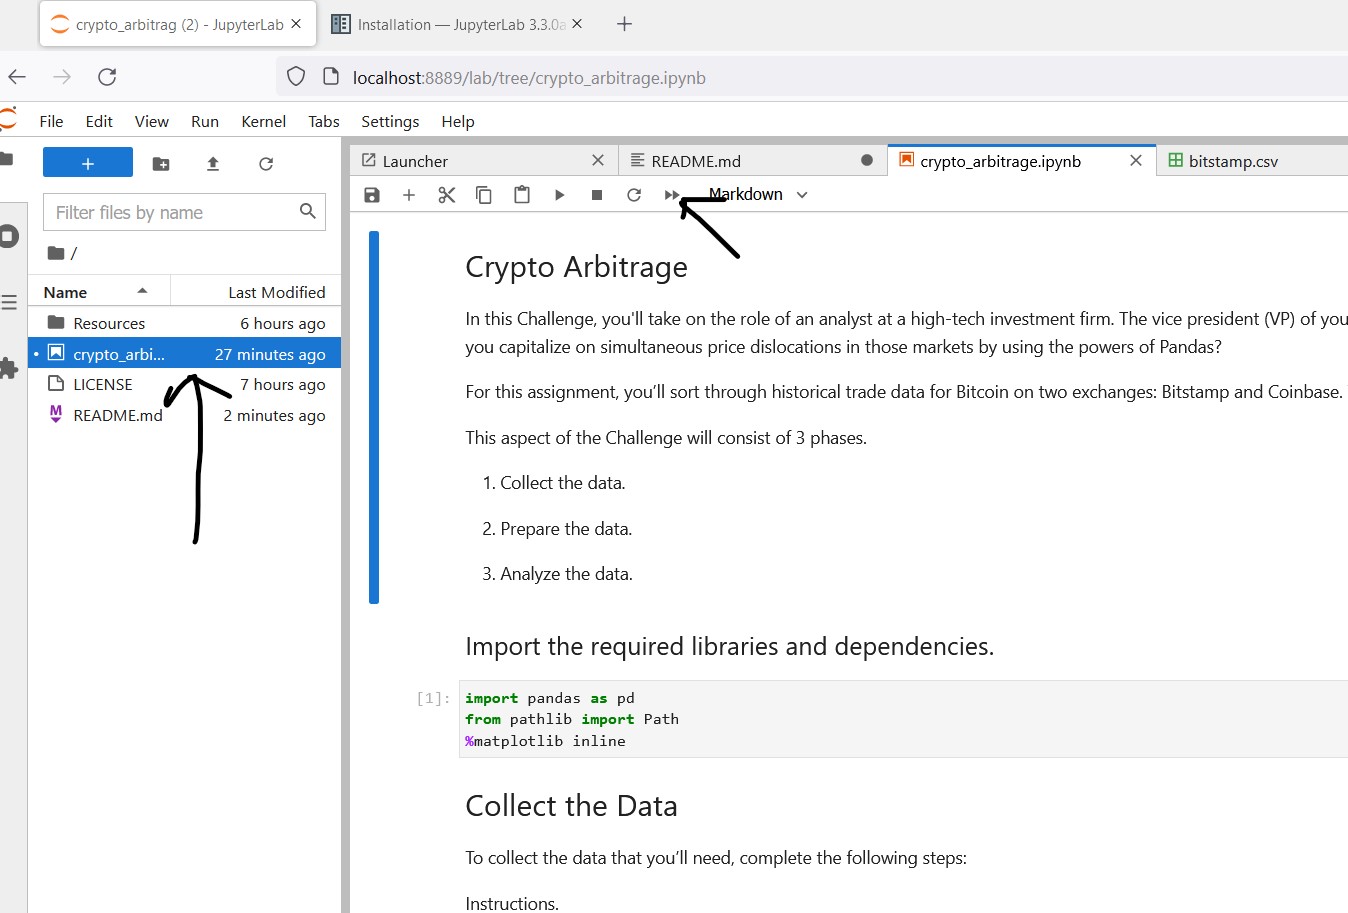 crypto_arbitrag (2) - JupyterLab
Installation — JupyterLab 3.3.0a
localhost:8889/lab/tree/crypto_arbitrage.ipynb
File Edit View Run Kernel Tabs Settings Help
Launcher README.md crypto_arbitrage.ipynb bitstamp.csv
Markdown
Filter files by name
/
Name Last Modified
Resources 6 hours ago
crypto_arbi... 27 minutes ago
LICENSE 7 hours ago
README.md 2 minutes ago
Crypto Arbitrage
In this Challenge, you'll take on the role of an analyst at a high-tech investment firm. The vice president (VP) of you
you capitalize on simultaneous price dislocations in those markets by using the powers of Pandas?
For this assignment, you’ll sort through historical trade data for Bitcoin on two exchanges: Bitstamp and Coinbase.
This aspect of the Challenge will consist of 3 phases.
1. Collect the data.
2. Prepare the data.
3. Analyze the data.
Import the required libraries and dependencies.
[1]: import pandas as pd
from pathlib import Path
%matplotlib inline
Collect the Data
To collect the data that you’ll need, complete the following steps:
Instructions.